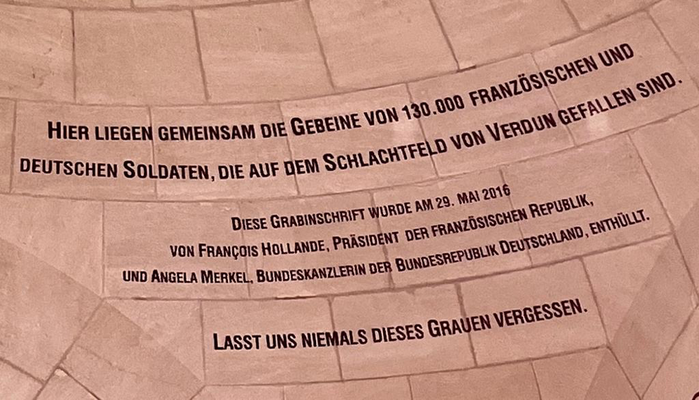 Hier liegen gemeinsam die Gebeine von 130.000 französischen und
deutschen Soldaten, die auf dem Schlachtfeld von Verdun gefallen sind.
Diese Grabinschrift wurde am 29. Mai 2016
von François Hollande, Präsident der französischen Republik,
und Angela Merkel, Bundeskanzlerin der Bundesrepublik Deutschland, enthüllt.
Lasst uns niemals dieses Grauen vergessen.